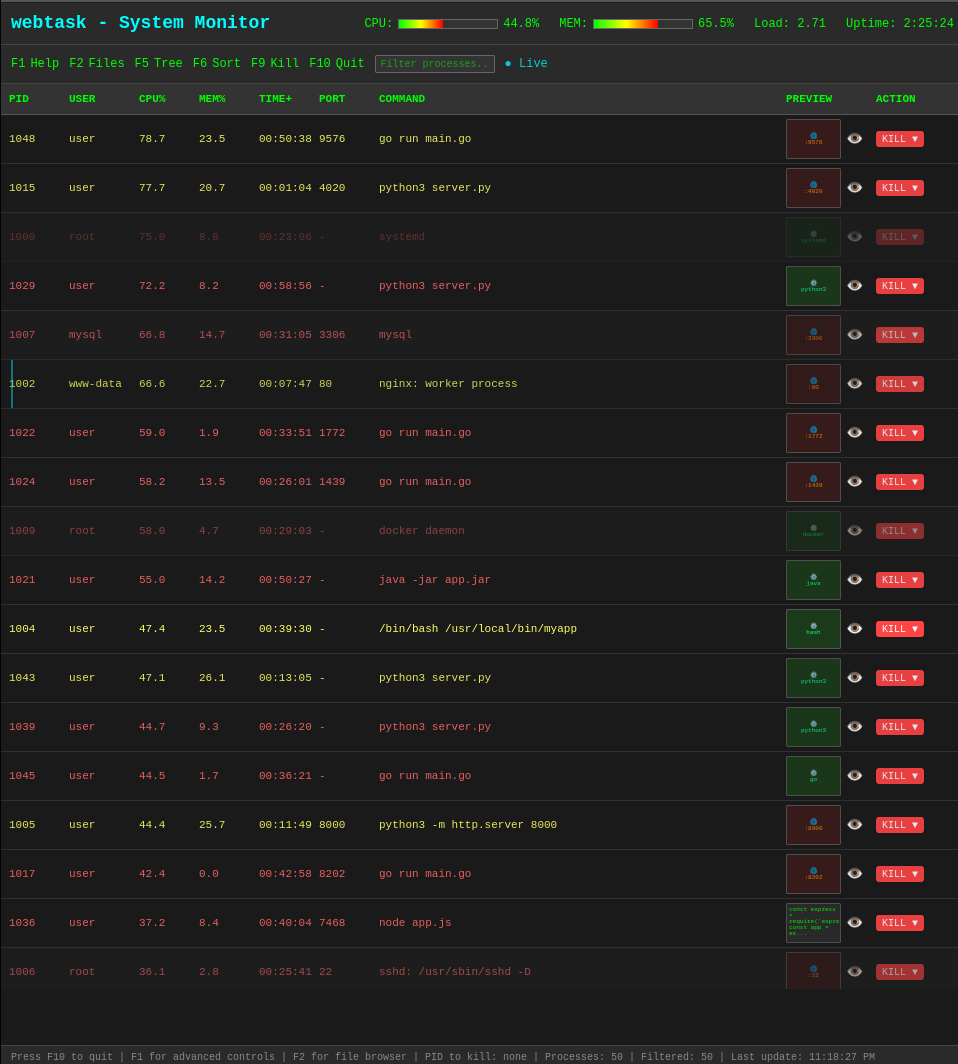 webtask - System Monitor CPU: 44.8% MEM: 65.5% Load: 2.71 Uptime: 2:25:24
F1 Help F2 Files F5 Tree F6 Sort F9 Kill F10 Quit Filter processes.. ● Live
PID USER CPU% MEM% TIME+ PORT COMMAND PREVIEW ACTION
1048 user 78.7 23.5 00:50:38 9576 go run main.go :9576 KILL ▼
1015 user 77.7 20.7 00:01:04 4020 python3 server.py :4020 KILL ▼
1000 root 75.0 8.8 00:23:06 - systemd systemd KILL ▼
1029 user 72.2 8.2 00:58:56 - python3 server.py python3 KILL ▼
1007 mysql 66.8 14.7 00:31:05 3306 mysql :3306 KILL ▼
1002 www-data 66.6 22.7 00:07:47 80 nginx: worker process :80 KILL ▼
1022 user 59.0 1.9 00:33:51 1772 go run main.go :1772 KILL ▼
1024 user 58.2 13.5 00:26:01 1439 go run main.go :1439 KILL ▼
1009 root 58.0 4.7 00:29:03 - docker daemon docker KILL ▼
1021 user 55.0 14.2 00:50:27 - java -jar app.jar java KILL ▼
1004 user 47.4 23.5 00:39:30 - /bin/bash /usr/local/bin/myapp bash KILL ▼
1043 user 47.1 26.1 00:13:05 - python3 server.py python3 KILL ▼
1039 user 44.7 9.3 00:26:20 - python3 server.py python3 KILL ▼
1045 user 44.5 1.7 00:36:21 - go run main.go go KILL ▼
1005 user 44.4 25.7 00:11:49 8000 python3 -m http.server 8000 :8000 KILL ▼
1017 user 42.4 0.0 00:42:58 8202 go run main.go :8202 KILL ▼
1036 user 37.2 8.4 00:40:04 7468 node app.js KILL ▼
const express
=
require('expre
const app =
ex...
1006 root 36.1 2.8 00:25:41 22 sshd: /usr/sbin/sshd -D :22 KILL ▼
Press F10 to quit | F1 for advanced controls | F2 for file browser | PID to kill: none | Processes: 50 | Filtered: 50 | Last update: 11:18:27 PM